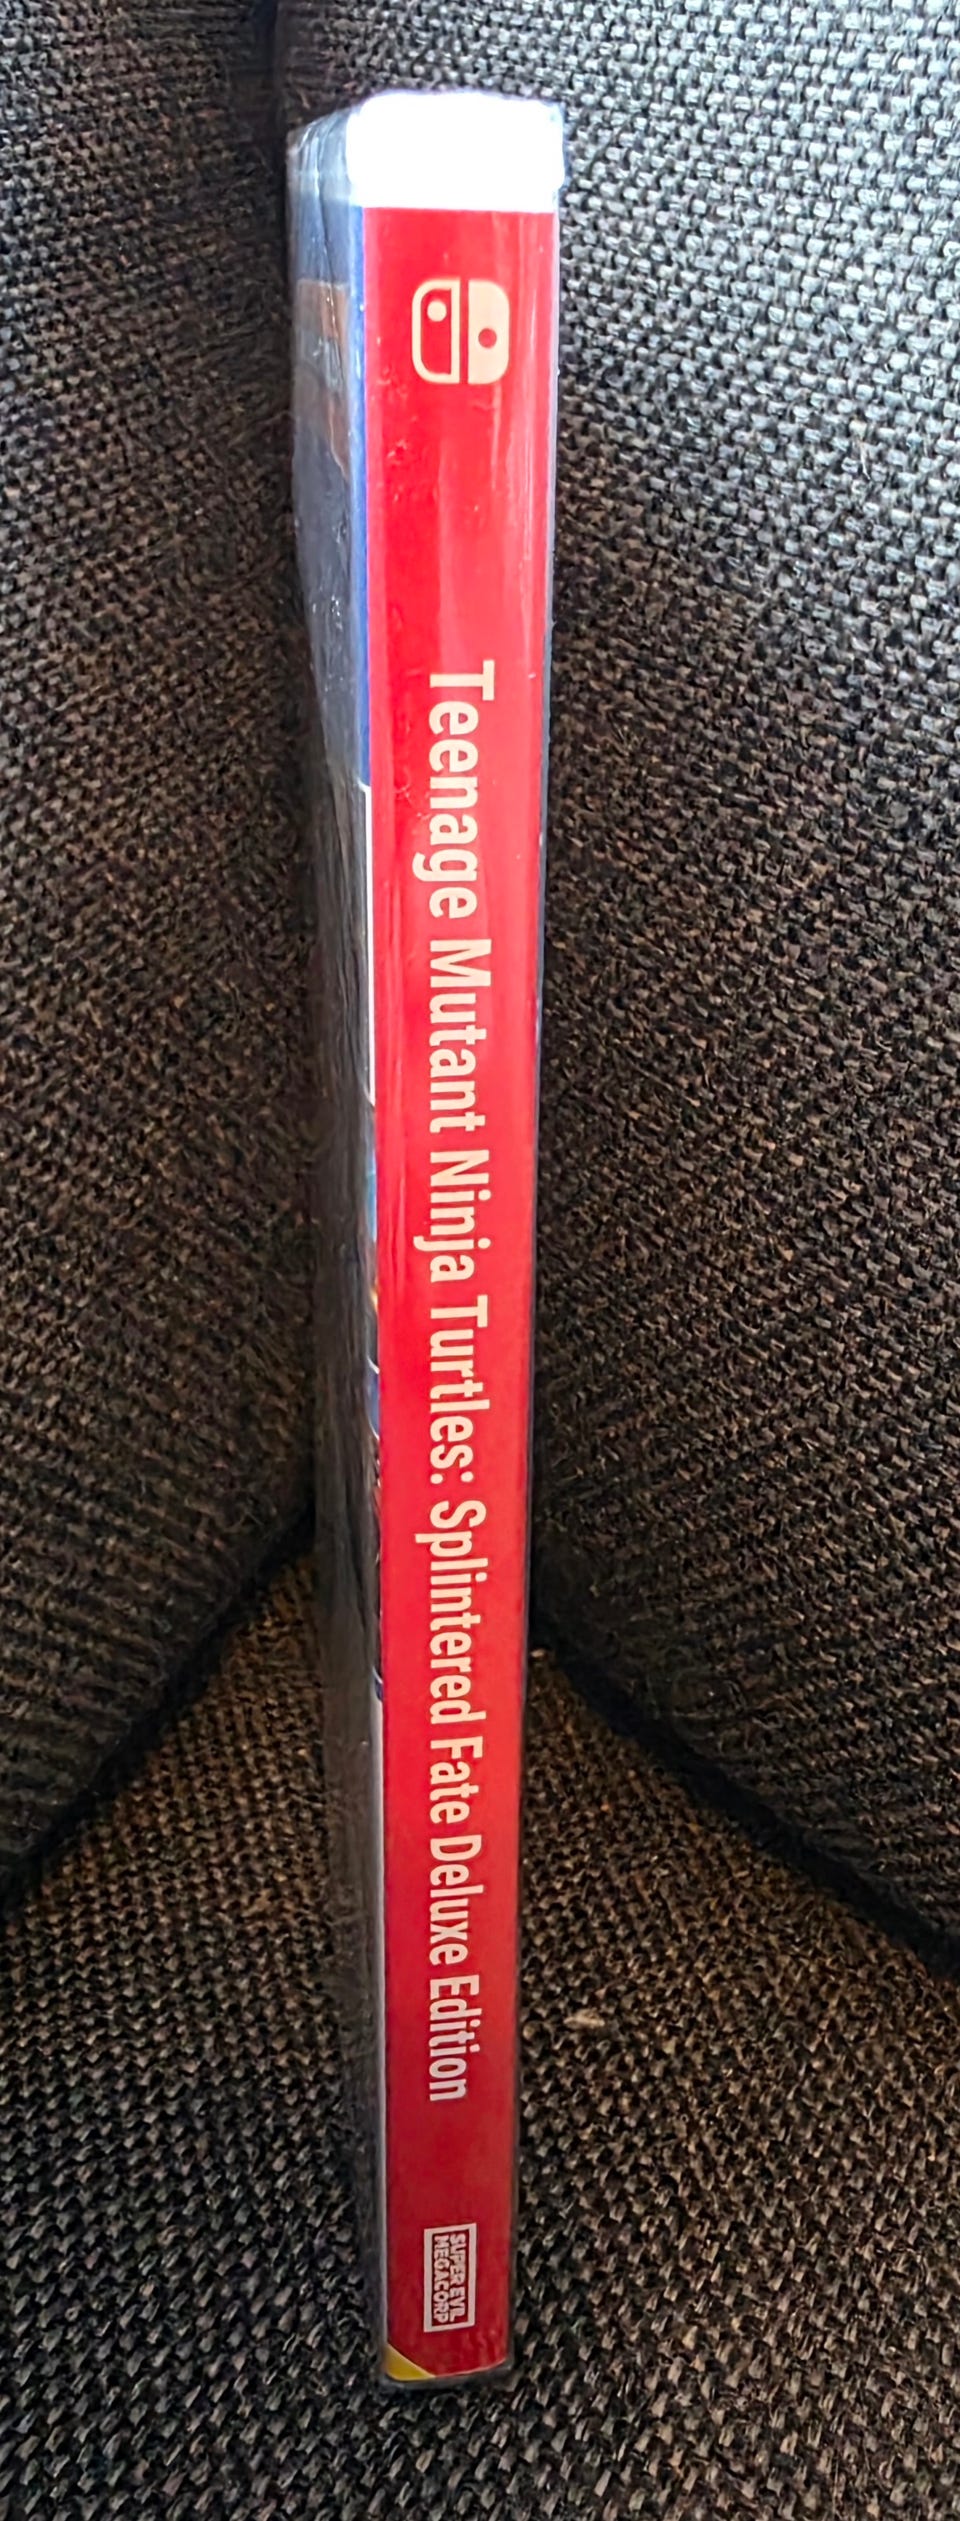 Teenage Mutant Ninja Turtles: Splintered Fate Deluxe Edition
SUPER EVIL
MEGACORP